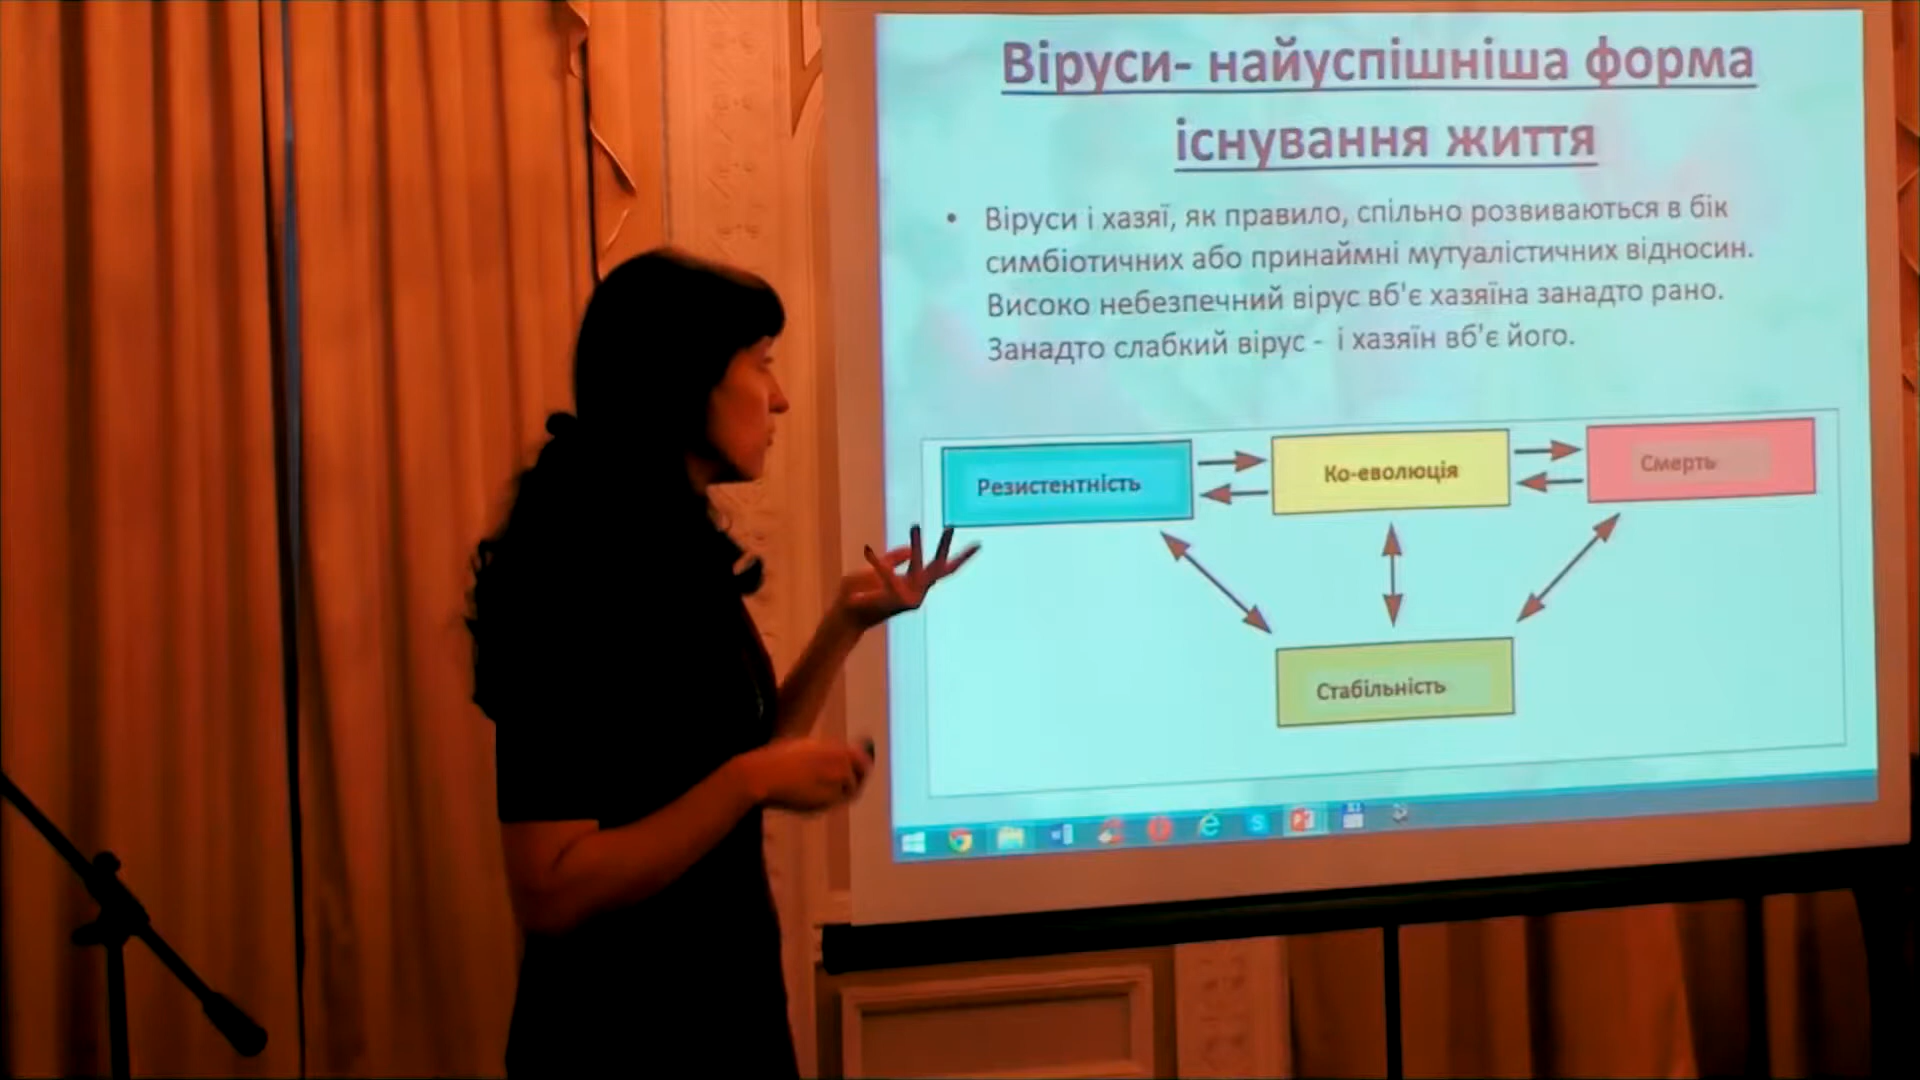 Віруси- найуспішніша форма
існування життя
• Віруси і хазяї, як правило, спільно розвиваються в бік
симбіотичних або принаймні мутуалістичних відносин.
Високо небезпечний вірус вб'є хазяїна занадто рано.
Занадто слабкий вірус - і хазяїн вб'є його.
Резистентність
Ко-еволюція
Смерть
Стабільність